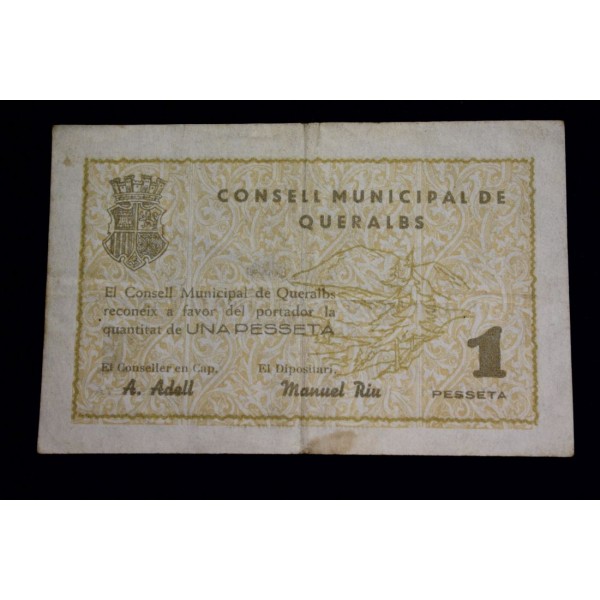 CONSELL MUNICIPAL DE
QUERALBS
El Consell Municipal de Queralbs
reconeix a favor del portador la
quantitat de UNA PESSETA
El Conseller en Cap,
El Dipositari,
A. Adell
Manuel Riu
1
PESSETA